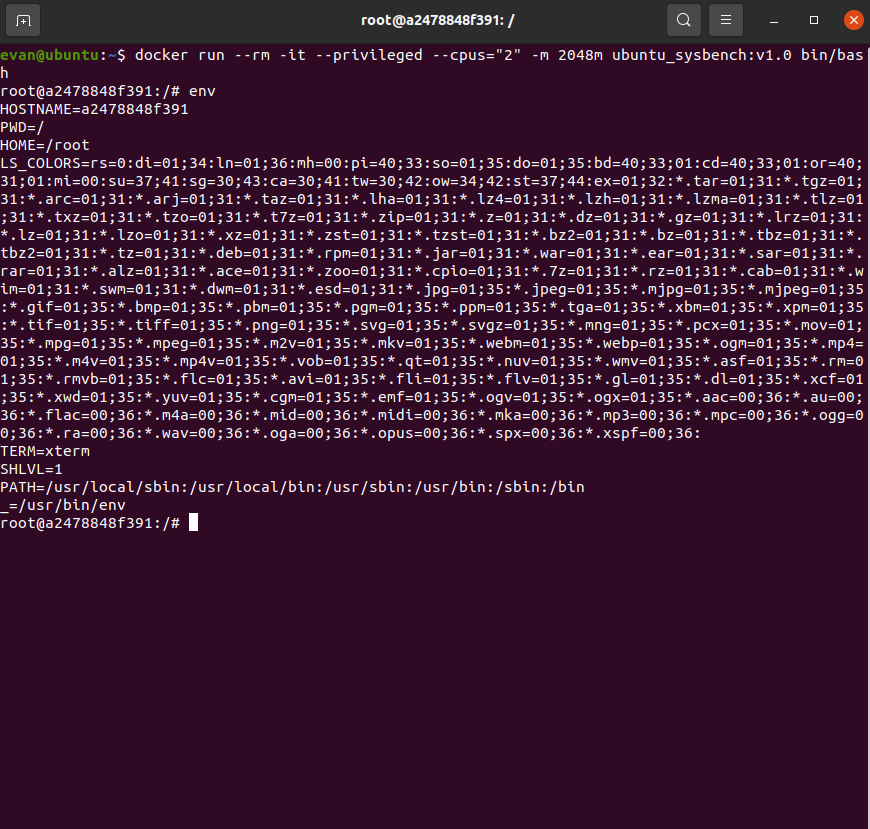 root@a2478848f391: /
evan@ubuntu:~$ docker run --rm -it --privileged --cpus="2" -m 2048m ubuntu_sysbench:v1.0 bin/bas
h
root@a2478848f391:/# env
HOSTNAME=a2478848f391
PWD=/
HOME=/root
LS_COLORS=rs=0:di=01;34:ln=01;36:mh=00:pi=40;33:so=01;35:do=01;35:bd=40;33;01:cd=40;33;01:or=40;
31;01:mi=00:su=37;41:sg=30;43:ca=30;41:tw=30;42:ow=34;42:st=37;44:ex=01;32:*.tar=01;31:*.tgz=01;
31:*.arc=01;31:*.arj=01;31:*.taz=01;31:*.lha=01;31:*.lz4=01;31:*.lzh=01;31:*.lzma=01;31:*.tlz=01
;31:*.txz=01;31:*.tzo=01;31:*.t7z=01;31:*.zip=01;31:*.z=01;31:*.dz=01;31:*.gz=01;31:*.lrz=01;31:
*.lz=01;31:*.lzo=01;31:*.xz=01;31:*.zst=01;31:*.tzst=01;31:*.bz2=01;31:*.bz=01;31:*.tbz=01;31:*.
tbz2=01;31:*.tz=01;31:*.deb=01;31:*.rpm=01;31:*.jar=01;31:*.war=01;31:*.ear=01;31:*.sar=01;31:*.
rar=01;31:*.alz=01;31:*.ace=01;31:*.zoo=01;31:*.cpio=01;31:*.7z=01;31:*.rz=01;31:*.cab=01;31:*.w
im=01;31:*.swm=01;31:*.dwm=01;31:*.esd=01;31:*.jpg=01;35:*.jpeg=01;35:*.mjpg=01;35:*.mjpeg=01;35
:*.gif=01;35:*.bmp=01;35:*.pbm=01;35:*.pgm=01;35:*.ppm=01;35:*.tga=01;35:*.xbm=01;35:*.xpm=01;35
:*.tif=01;35:*.tiff=01;35:*.png=01;35:*.svg=01;35:*.svgz=01;35:*.mng=01;35:*.pcx=01;35:*.mov=01;
35:*.mpg=01;35:*.mpeg=01;35:*.m2v=01;35:*.mkv=01;35:*.webm=01;35:*.webp=01;35:*.ogm=01;35:*.mp4=
01;35:*.m4v=01;35:*.mp4v=01;35:*.vob=01;35:*.qt=01;35:*.nuv=01;35:*.wmv=01;35:*.asf=01;35:*.rm=0
1;35:*.rmvb=01;35:*.flc=01;35:*.avi=01;35:*.fli=01;35:*.flv=01;35:*.gl=01;35:*.dl=01;35:*.xcf=01
;35:*.xwd=01;35:*.yuv=01;35:*.cgm=01;35:*.emf=01;35:*.ogv=01;35:*.ogx=01;35:*.aac=00;36:*.au=00;
36:*.flac=00;36:*.m4a=00;36:*.mid=00;36:*.midi=00;36:*.mka=00;36:*.mp3=00;36:*.mpc=00;36:*.ogg=0
0;36:*.ra=00;36:*.wav=00;36:*.oga=00;36:*.opus=00;36:*.spx=00;36:*.xspf=00;36:
TERM=xterm
SHLVL=1
PATH=/usr/local/sbin:/usr/local/bin:/usr/sbin:/usr/bin:/sbin:/bin
_=/usr/bin/env
root@a2478848f391:/#